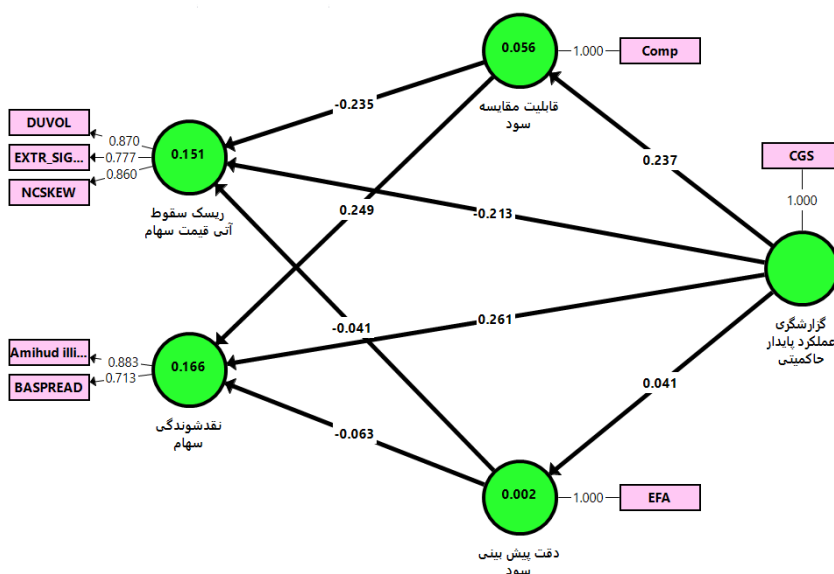 0.056
1.000
Comp
قابلیت مقایسه
سود
DUVOL
EXTR_SIG...
NCSKEW
0.870
0.777
0.860
0.151
ریسک سقوط
آتی قیمت سهام
-0.235
0.249
0.237
-0.213
CGS
1.000
گزارشگری
عملکرد پایدار
حاکمیتی
-0.041
0.261
0.041
Amihud illi...
BASPREAD
0.883
0.713
0.166
نقدشوندگی
سهام
-0.063
0.002
1.000
EFA
دقت پیش بینی
سود